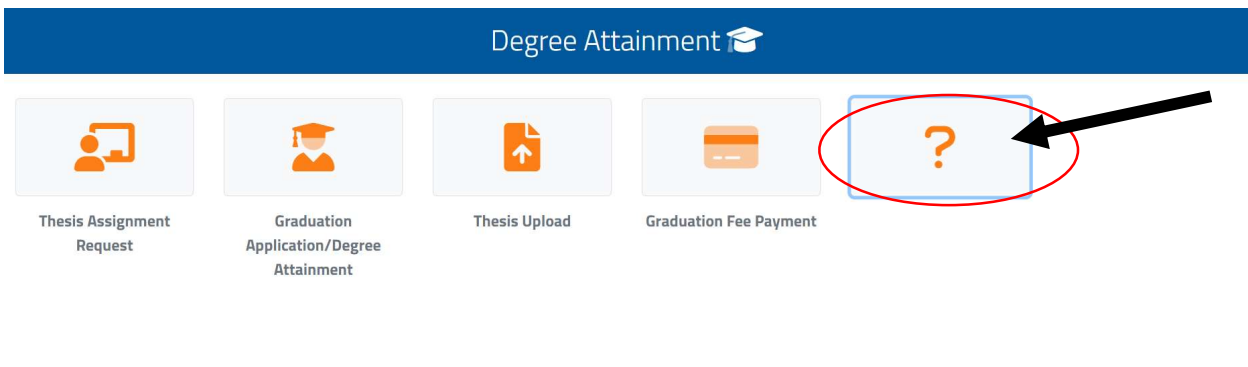 Degree Attainment
?
Thesis Assignment
Request
Graduation
Application/Degree
Attainment
Thesis Upload
Graduation Fee Payment